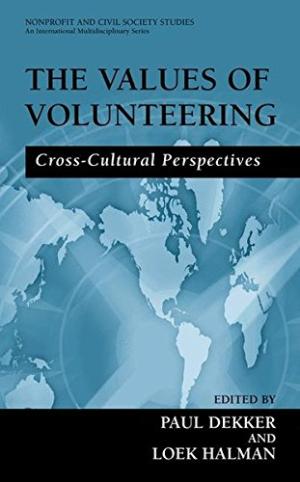 NONPROFIT AND CIVIL SOCIETY STUDIES
An International Multidisciplinary Series
THE VALUES OF
VOLUNTEERING
Cross-Cultural Perspectives
EDITED BY
PAUL DEKKER
AND
LOEK HALMAN